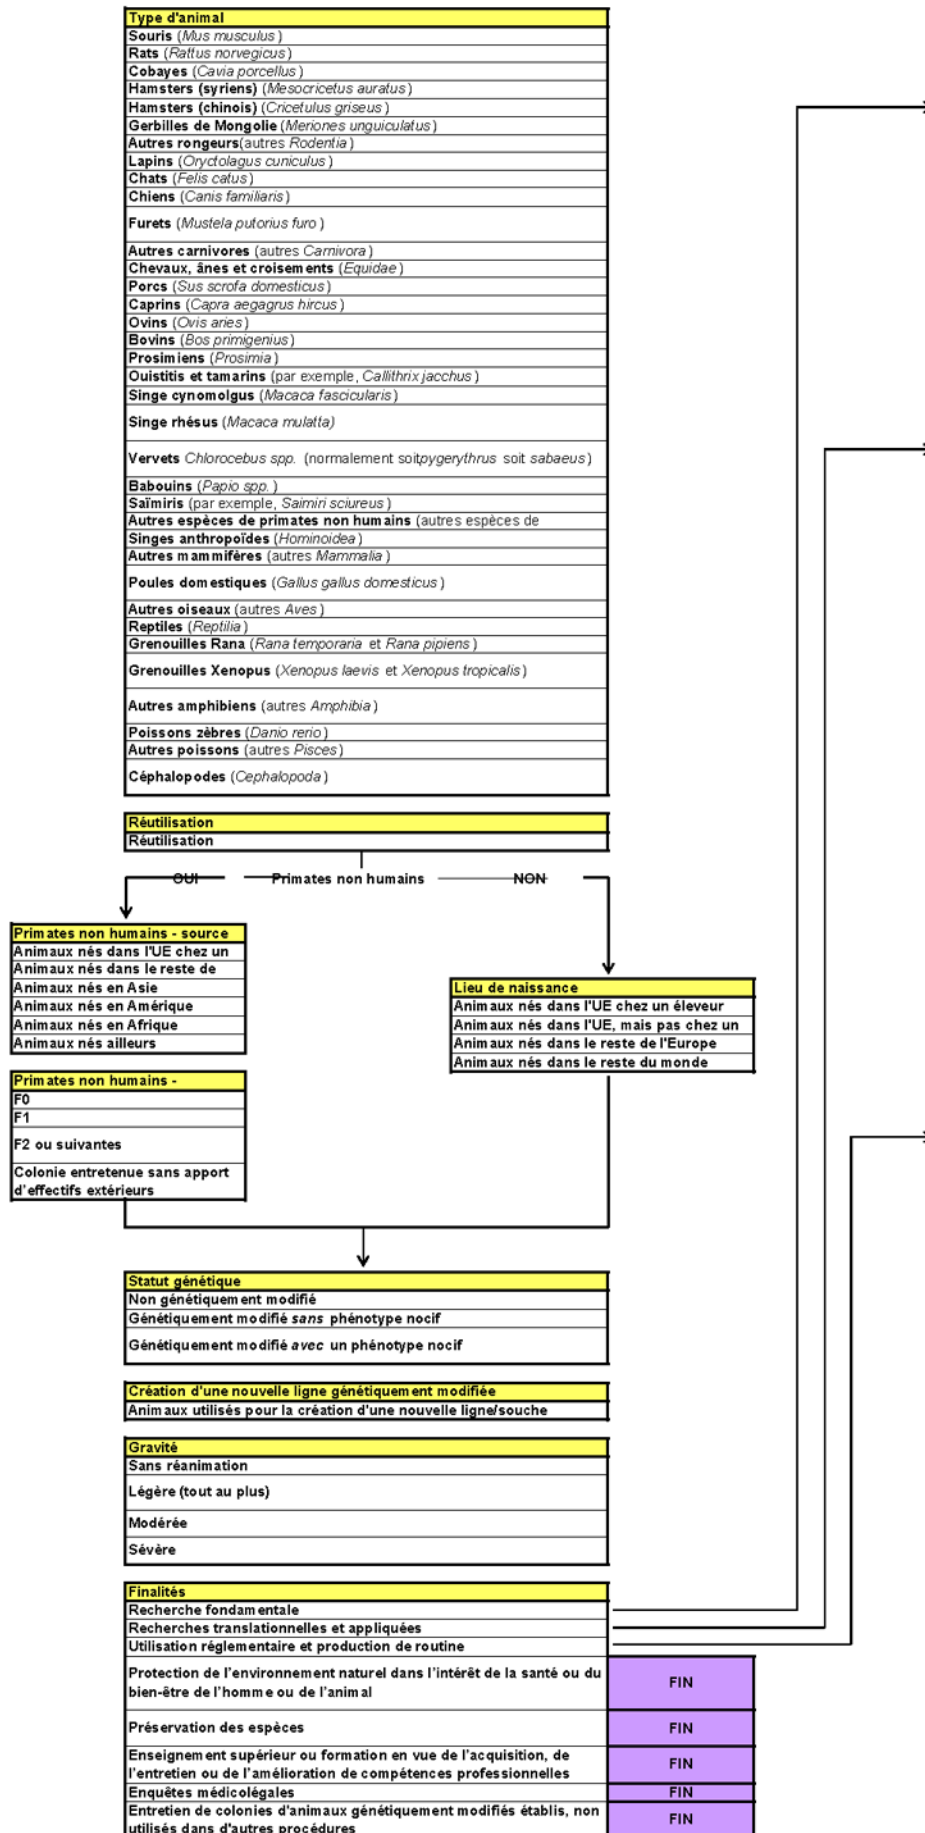 Type d'animal
Souris (Mus musculus)
Rats (Rattus norvegicus)
Cobayes (Cavia porcellus)
Hamsters (syriens) (Mesocricetus auratus)
Hamsters (chinois) (Cricetulus griseus)
Gerbilles de Mongolie (Meriones unguiculatus)
Autres rongeurs(autres Rodentia)
Lapins (Oryctolagus cuniculus)
Chats (Felis catus)
Chiens (Canis familiaris)
Furets (Mustela putorius furo)
Autres carnivores (autres Carnivora)
Chevaux, ânes et croisements (Equidae)
Porcs (Sus scrofa domesticus)
Caprins (Capra aegagrus hircus)
Ovins (Ovis aries)
Bovins (Bos primigenius)
Prosimiens (Prosimia)
Ouistitis et tamarins (par exemple, Callithrix jacchus)
Singe cynomolgus (Macaca fascicularis)
Singe rhésus (Macaca mulatta)
Vervets Chlorocebus spp. (normalement soitpygerythrus soit sabaeus)
Babouins (Papio spp.)
Saïmiris (par exemple, Saimiri sciureus)
Autres espèces de primates non humains (autres espèces de
Singes anthropoïdes (Hominoidea)
Autres mammifères (autres Mammalia)
Poules domestiques (Gallus gallus domesticus)
Autres oiseaux (autres Aves)
Reptiles (Reptilia)
Grenouilles Rana (Rana temporaria et Rana pipiens)
Grenouilles Xenopus (Xenopus laevis et Xenopus tropicalis)
Autres amphibiens (autres Amphibia)
Poissons zèbres (Danio rerio)
Autres poissons (autres Pisces)
Céphalopodes (Cephalopoda)
Réutilisation
Réutilisation
OUI Primates non humains NON
Primates non humains - source
Animaux nés dans l'UE chez un
Animaux nés dans le reste de
Animaux nés en Asie
Animaux nés en Amérique
Animaux nés en Afrique
Animaux nés ailleurs
Lieu de naissance
Animaux nés dans l'UE chez un éleveur
Animaux nés dans l'UE, mais pas chez un
Animaux nés dans le reste de l'Europe
Animaux nés dans le reste du monde
Primates non humains -
F0
F1
F2 ou suivantes
Colonie entretenue sans apport
d'effectifs extérieurs
Statut génétique
Non génétiquement modifié
Génétiquement modifié sans phénotype nocif
Génétiquement modifié avec un phénotype nocif
Création d'une nouvelle ligne génétiquement modifiée
Animaux utilisés pour la création d'une nouvelle ligne/souche
Gravité
Sans réanimation
Légère (tout au plus)
Modérée
Sévère
Finalités
Recherche fondamentale
Recherches translationnelles et appliquées
Utilisation réglementaire et production de routine
Protection de l'environnement naturel dans l'intérêt de la santé ou du
bien-être de l'homme ou de l'animal
FIN
Préservation des espèces
FIN
Enseignement supérieur ou formation en vue de l'acquisition, de
l'entretien ou de l'amélioration de compétences professionnelles
FIN
Enquêtes médicolégales
FIN
Entretien de colonies d'animaux génétiquement modifiés établis, non
utilisés dans d'autres procédures
FIN